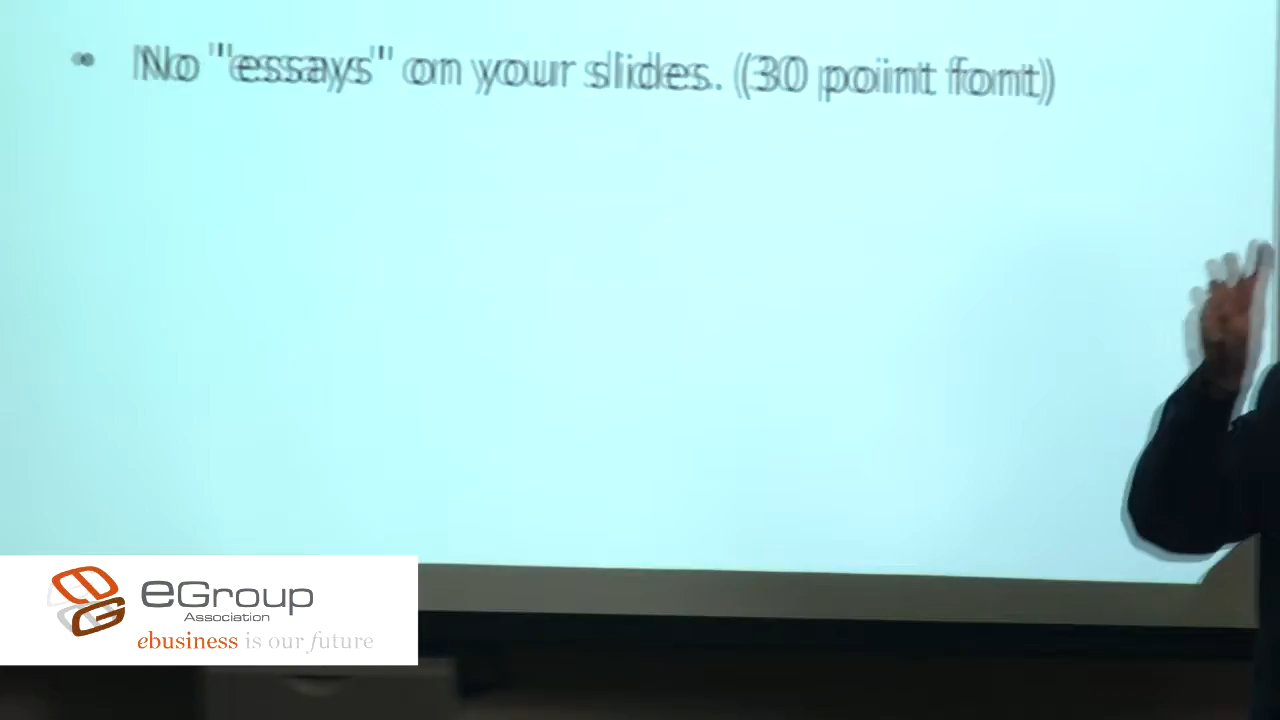 • No "essays" on your slides. (30 point font)
eGroup
Association
ebusiness is our future